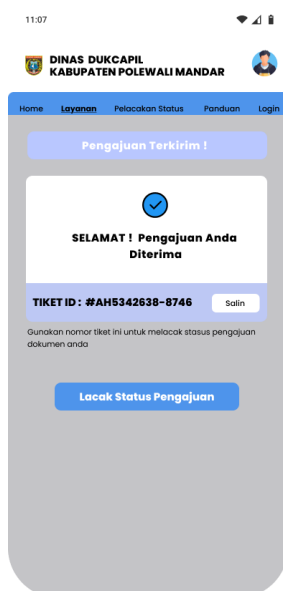 11:07
DINAS DUKCAPIL
KABUPATEN POLEWALI MANDAR
Home Layanan Pelacakan Status Panduan Login
Pengajuan Terkirim !
SELAMAT ! Pengajuan Anda
Diterima
TIKET ID : #AH5342638-8746 Salin
Gunakan nomor tiket ini untuk melacak stasus pengajuan
dokumen anda
Lacak Status Pengajuan